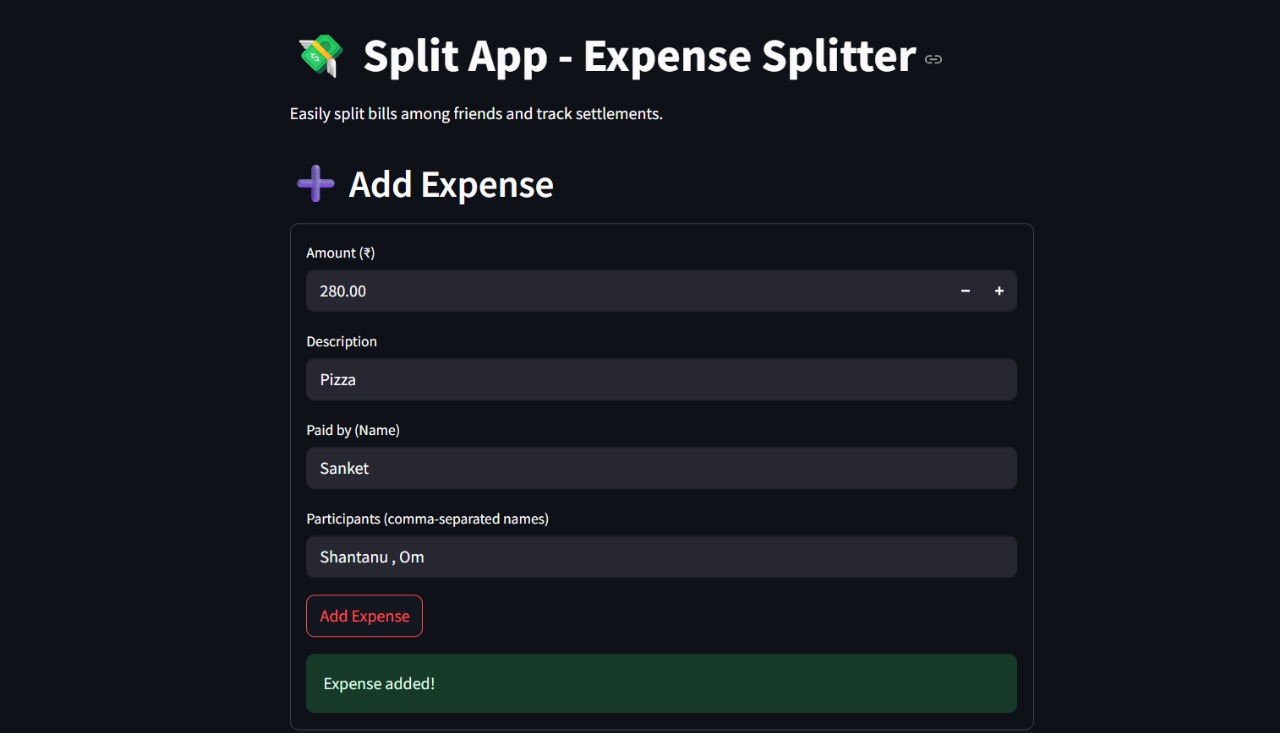 Split App - Expense Splitter
Easily split bills among friends and track settlements.
Add Expense
Amount (₹)
280.00
Description
Pizza
Paid by (Name)
Sanket
Participants (comma-separated names)
Shantanu , Om
Add Expense
Expense added!